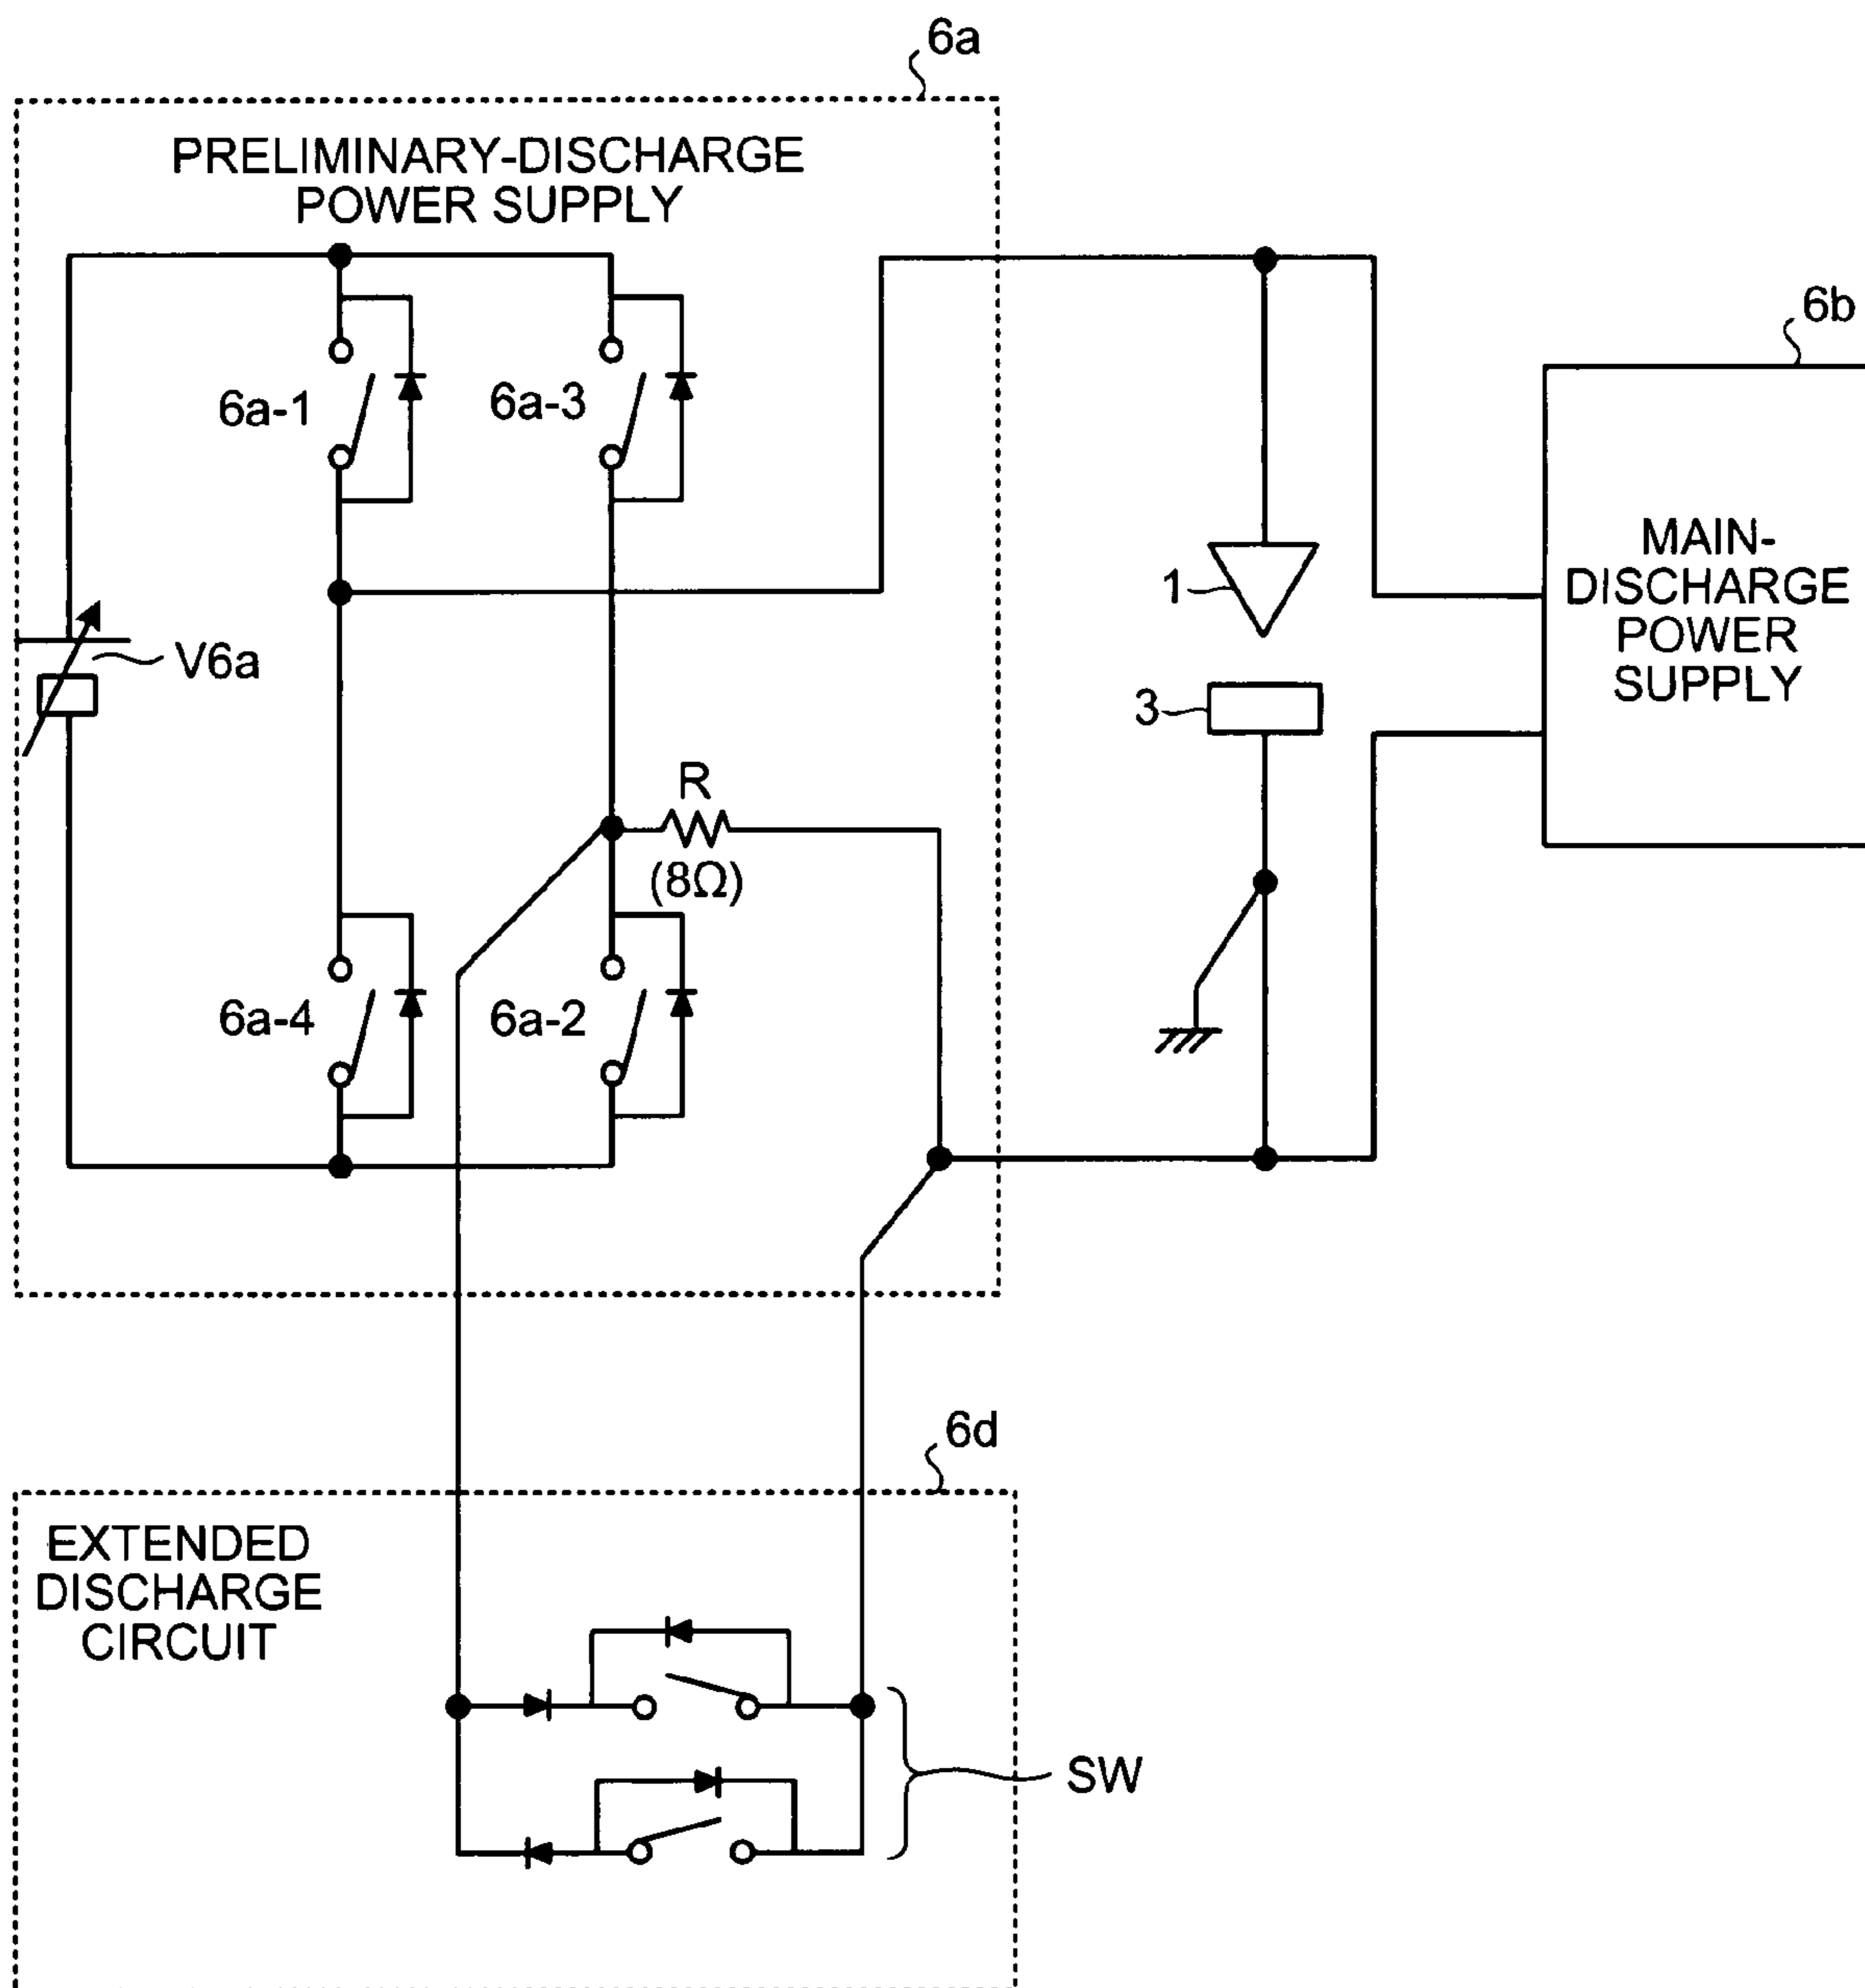 6a
PRELIMINARY-DISCHARGE
POWER SUPPLY
6b
6a-1
6a-3
MAIN-
DISCHARGE
POWER
SUPPLY
1
V6a
3
R
(8Ω)
6a-4
6a-2
6d
EXTENDED
DISCHARGE
CIRCUIT
SW